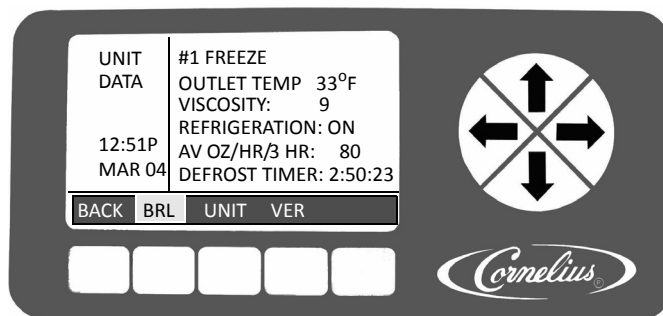 UNIT
DATA
12:51P
MAR 04
#1 FREEZE
OUTLET TEMP 33⁰F
VISCOSITY: 9
REFRIGERATION: ON
AV OZ/HR/3 HR: 80
DEFROST TIMER: 2:50:23
BACK BRL UNIT VER
Cornelius®